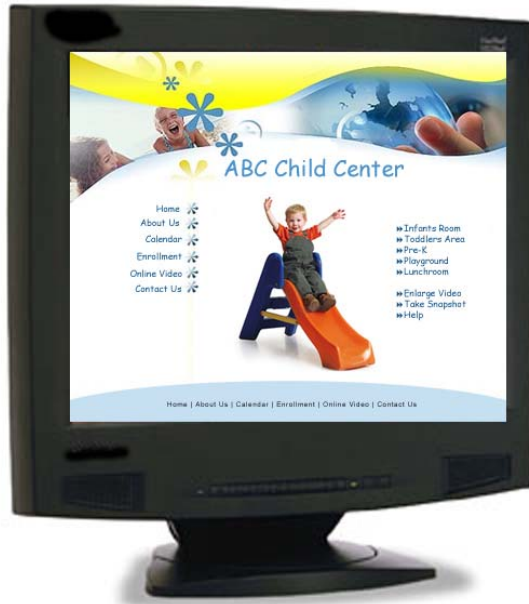 ABC Child Center
Home
About Us
Calendar
Enrollment
Online Video
Contact Us
Infants Room
Toddlers Area
Pre-K
Playground
Lunchroom
Enlarge Video
Take Snapshot
Help
Home | About Us | Calendar | Enrollment | Online Video | Contact Us